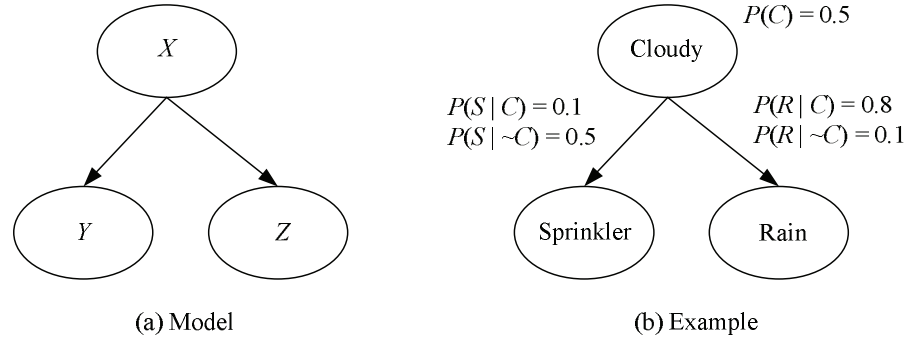 X
Y
Z
(a) Model
P(C) = 0.5
Cloudy
P(S | C) = 0.1
P(S | ~C) = 0.5
P(R | C) = 0.8
P(R | ~C) = 0.1
Sprinkler
Rain
(b) Example